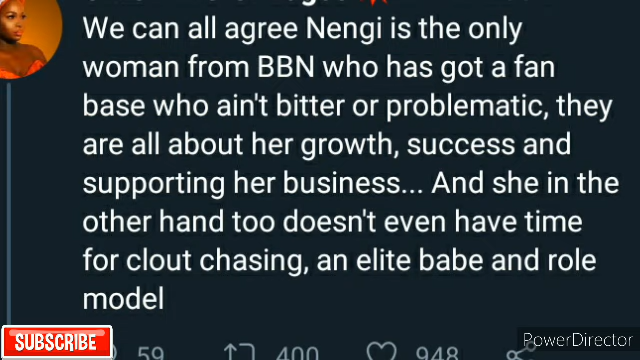 We can all agree Nengi is the only
woman from BBN who has got a fan
base who ain't bitter or problematic, they
are all about her growth, success and
supporting her business... And she in the
other hand too doesn't even have time
for clout chasing, an elite babe and role
model
59 400 948
SUBSCRIBE
PowerDirector